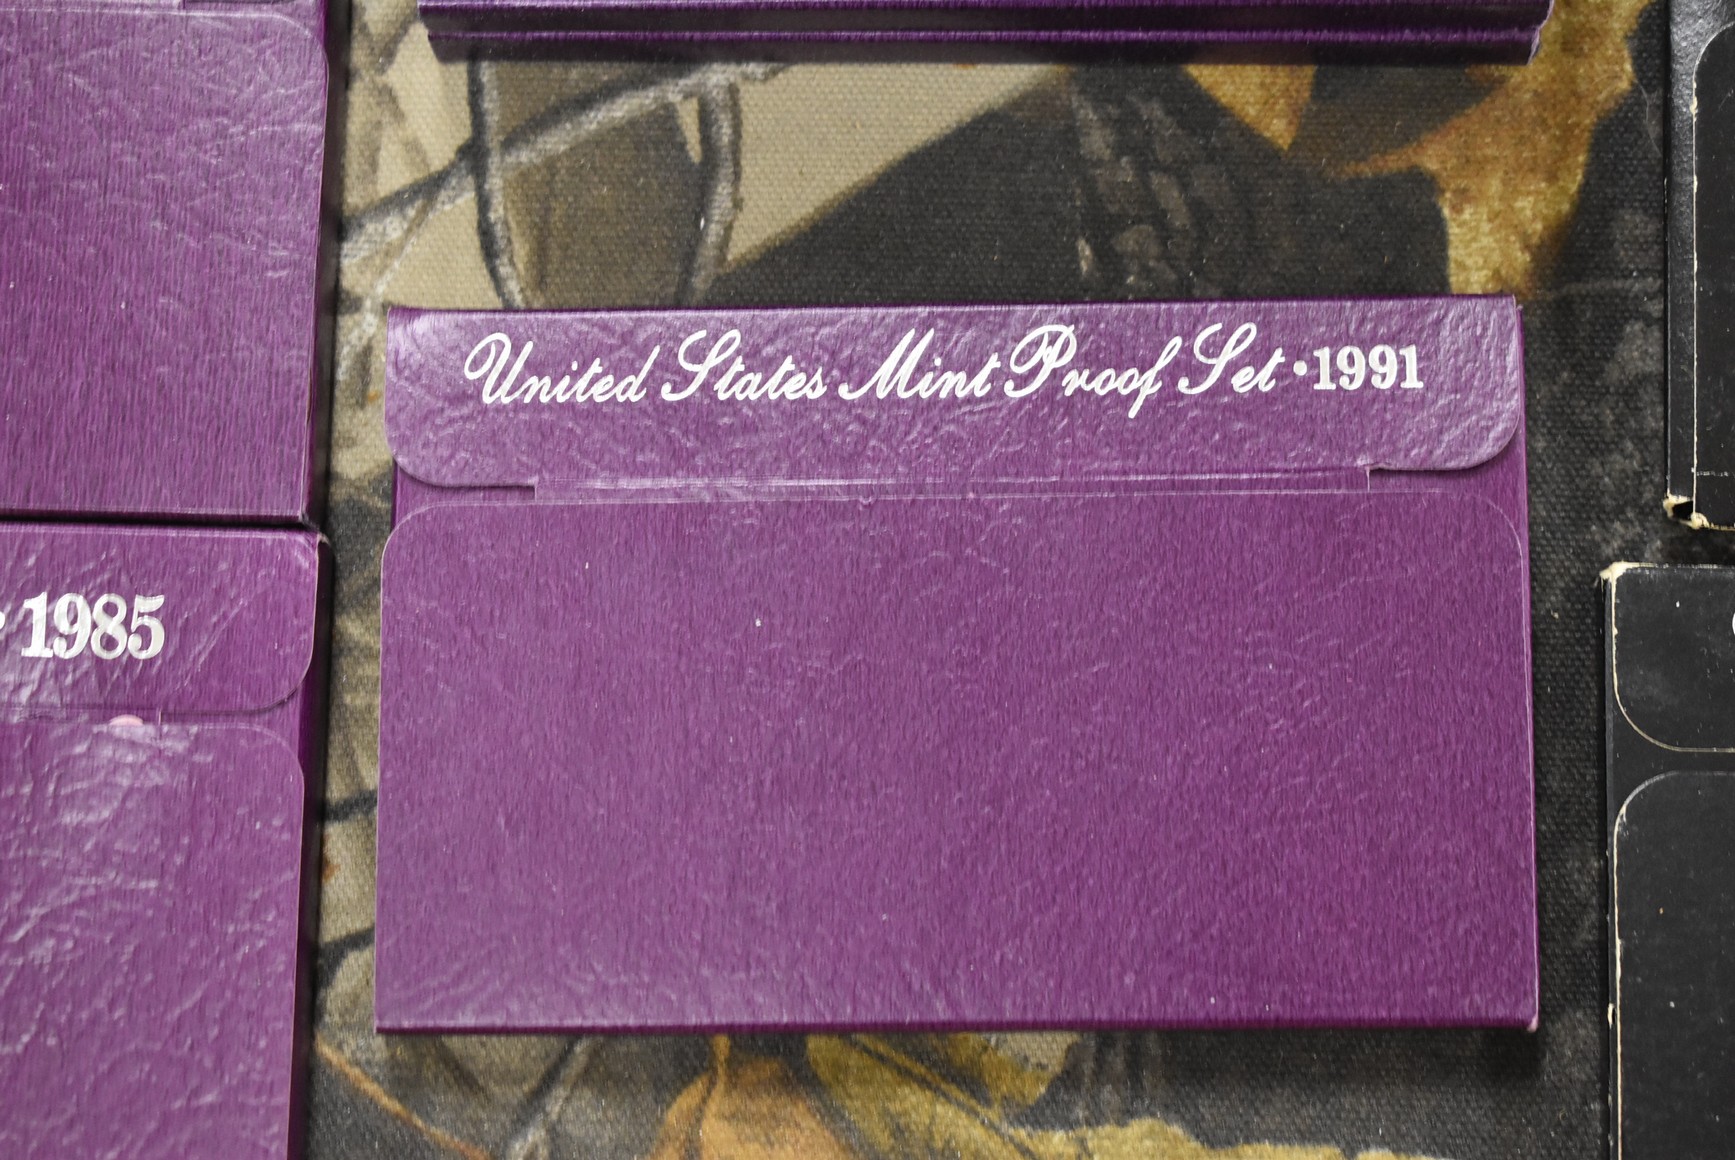 United States Mint Proof Set • 1991
1985